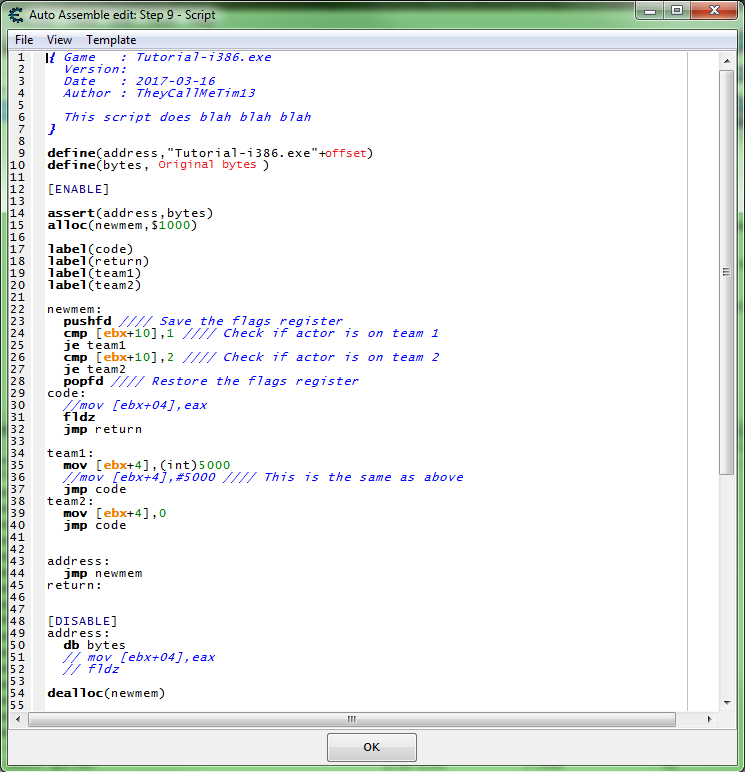 Auto Assemble edit: Step 9 - Script
File View Template
1 { Game   : Tutorial-i386.exe
2   Version:
3   Date   : 2017-03-16
4   Author : TheyCallMeTim13
5
6   This script does blah blah blah
7 }
8
9 define(address,"Tutorial-i386.exe"+offset)
10 define(bytes, Original bytes )
11
12 [ENABLE]
13
14 assert(address,bytes)
15 alloc(newmem,$1000)
16
17 label(code)
18 label(return)
19 label(team1)
20 label(team2)
21
22 newmem:
23   pushfd //// Save the flags register
24   cmp [ebx+10],1 //// Check if actor is on team 1
25   je team1
26   cmp [ebx+10],2 //// Check if actor is on team 2
27   je team2
28   popfd //// Restore the flags register
29 code:
30   //mov [ebx+04],eax
31   fldz
32   jmp return
33
34 team1:
35   mov [ebx+4],(int)5000
36   //mov [ebx+4],#5000 //// This is the same as above
37   jmp code
38 team2:
39   mov [ebx+4],0
40   jmp code
41
42
43 address:
44   jmp newmem
45 return:
46
47
48 [DISABLE]
49 address:
50   db bytes
51   // mov [ebx+04],eax
52   // fldz
53
54 dealloc(newmem)
55
OK